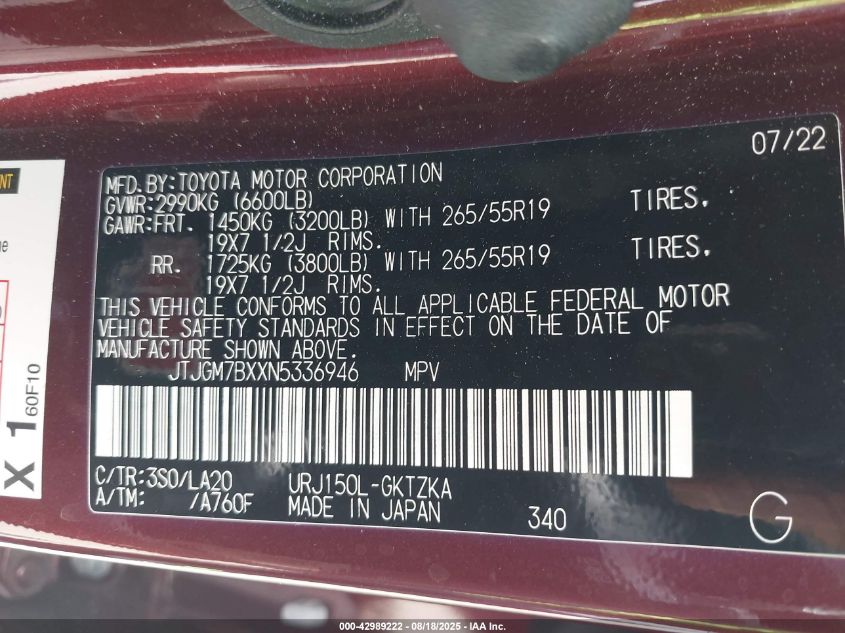 07/22
MFD.BY:TOYOTA MOTOR CORPORATION
GVWR:2990KG (6600LB)
GAWR:FRT. 1450KG (3200LB) WITH 265/55R19 TIRES.
19X7 1/2J RIMS.
RR. 1725KG (3800LB) WITH 265/55R19 TIRES.
19X7 1/2J RIMS.
THIS VEHICLE CONFORMS TO ALL APPLICABLE FEDERAL MOTOR
VEHICLE SAFETY STANDARDS IN EFFECT ON THE DATE OF
MANUFACTURE SHOWN ABOVE.
JTJGM7BXXN5336946 MPV
C/TR:3S0/LA20 URJ150L-GKTZKA
A/TM: /A760F MADE IN JAPAN 340 G
X 1
60F10
000-42989222 - 08/18/2025 - IAA Inc.